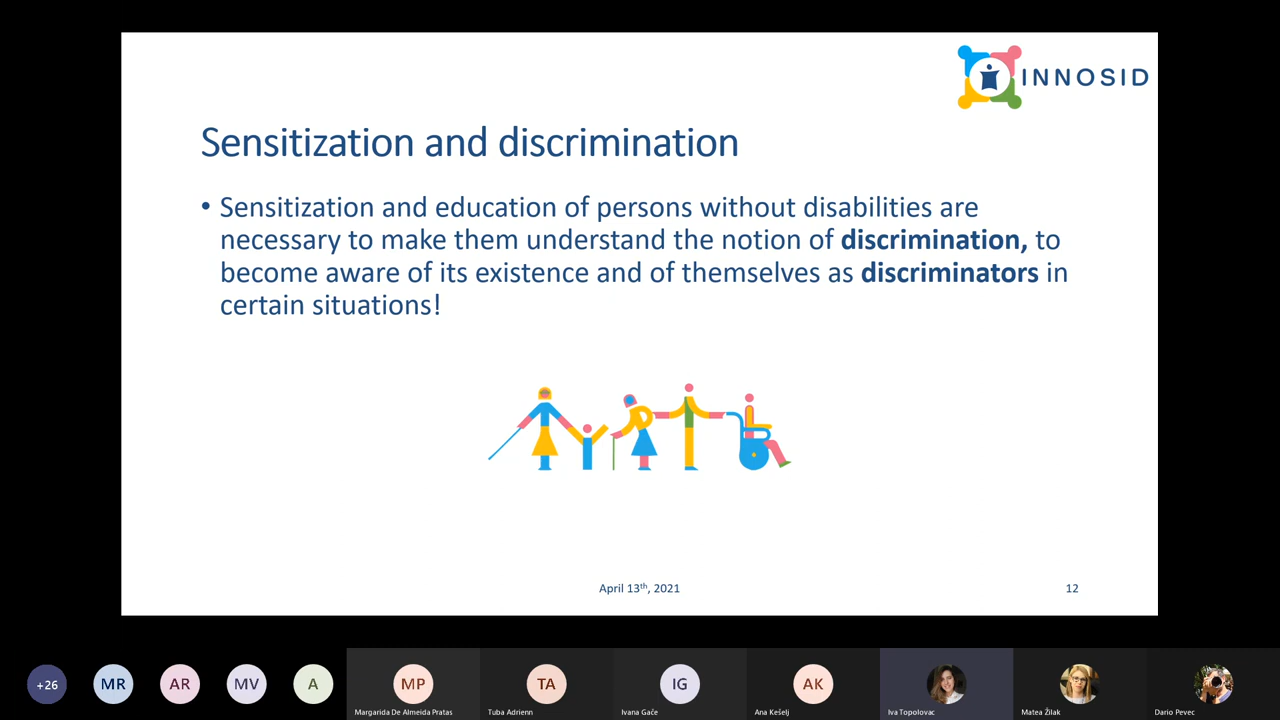 INNOSID
Sensitization and discrimination
• Sensitization and education of persons without disabilities are
necessary to make them understand the notion of discrimination, to
become aware of its existence and of themselves as discriminators in
certain situations!
April 13th, 2021
12
+26
MR
AR
MV
A
MP
TA
IG
AK
Margarida De Almeida Pratas
Tuba Adrienn
Ivana Gače
Ana Kešelj
Iva Topolovac
Matea Žilak
Dario Pevec